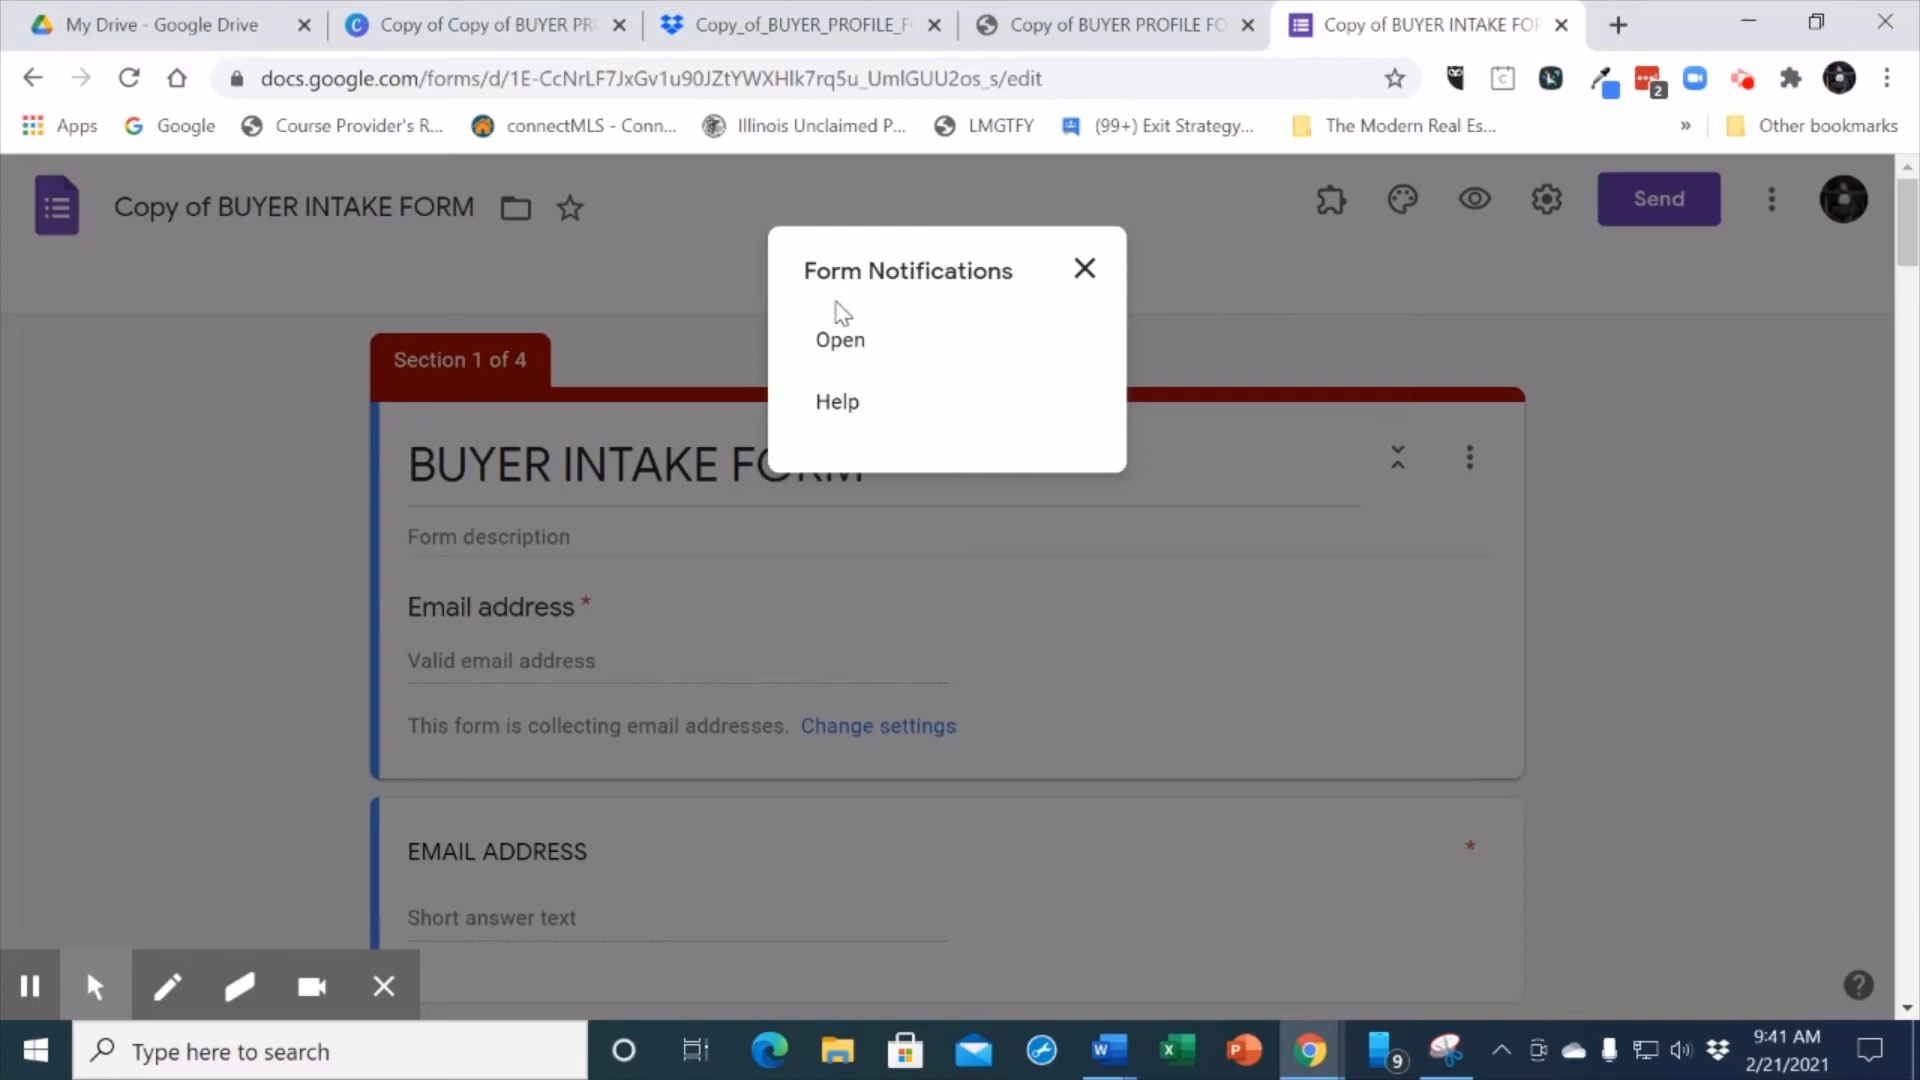 My Drive - Google Drive
Copy of Copy of BUYER PR
Copy_of_BUYER_PROFILE_F
Copy of BUYER PROFILE FO
Copy of BUYER INTAKE FOR
docs.google.com/forms/d/1E-CcNrLF7JxGv1u90JZtYWXHlk7rq5u_UmlGUU2os_s/edit
2
Apps
Google
Course Provider's R...
connectMLS - Conn...
Illinois Unclaimed P...
LMGTFY
(99+) Exit Strategy...
The Modern Real Es...
»
Other bookmarks
Copy of BUYER INTAKE FORM
Send
Form Notifications
Open
Help
Section 1 of 4
BUYER INTAKE FORM
Form description
Email address *
Valid email address
This form is collecting email addresses. Change settings
EMAIL ADDRESS *
Short answer text
Type here to search
9
9:41 AM
2/21/2021